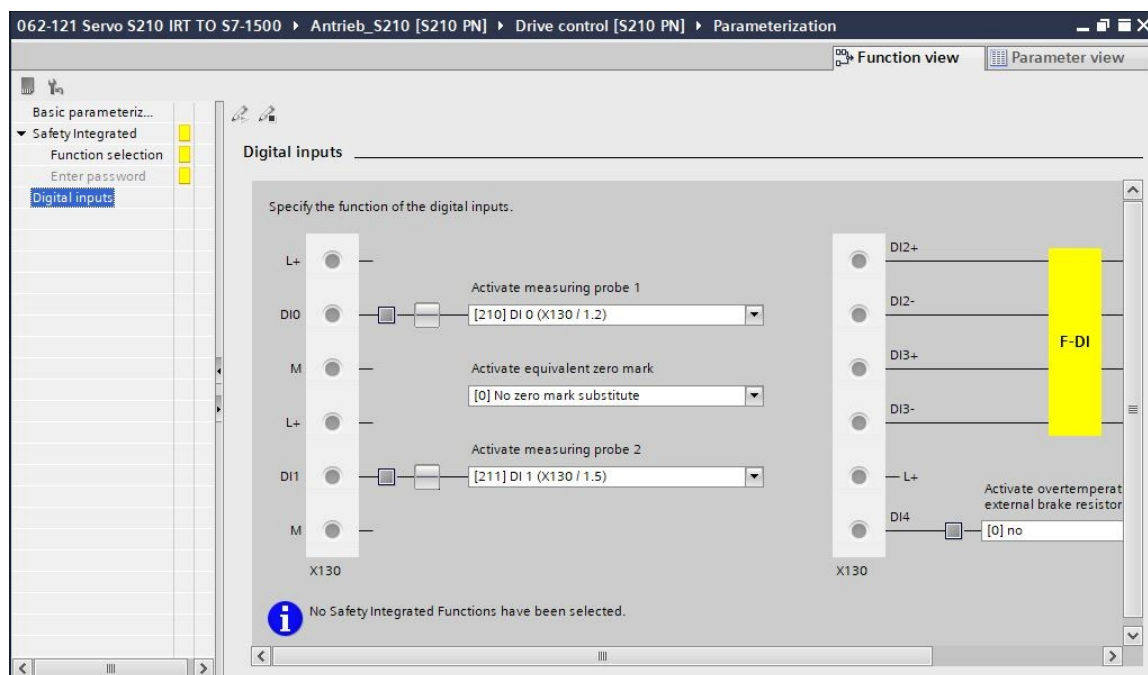 062-121 Servo S210 IRT TO S7-1500 ▸ Antrieb_S210 [S210 PN] ▸ Drive control [S210 PN] ▸ Parameterization
Function view
Parameter view
Basic parameteriz...
Safety Integrated
Function selection
Enter password
Digital inputs
Digital inputs
Specify the function of the digital inputs.
L+
DI0
M
L+
DI1
M
X130
Activate measuring probe 1
[210] DI 0 (X130 / 1.2)
Activate equivalent zero mark
[0] No zero mark substitute
Activate measuring probe 2
[211] DI 1 (X130 / 1.5)
DI2+
DI2-
DI3+
DI3-
F-DI
L+
DI4
Activate overtemperat
external brake resistor
[0] no
X130
No Safety Integrated Functions have been selected.